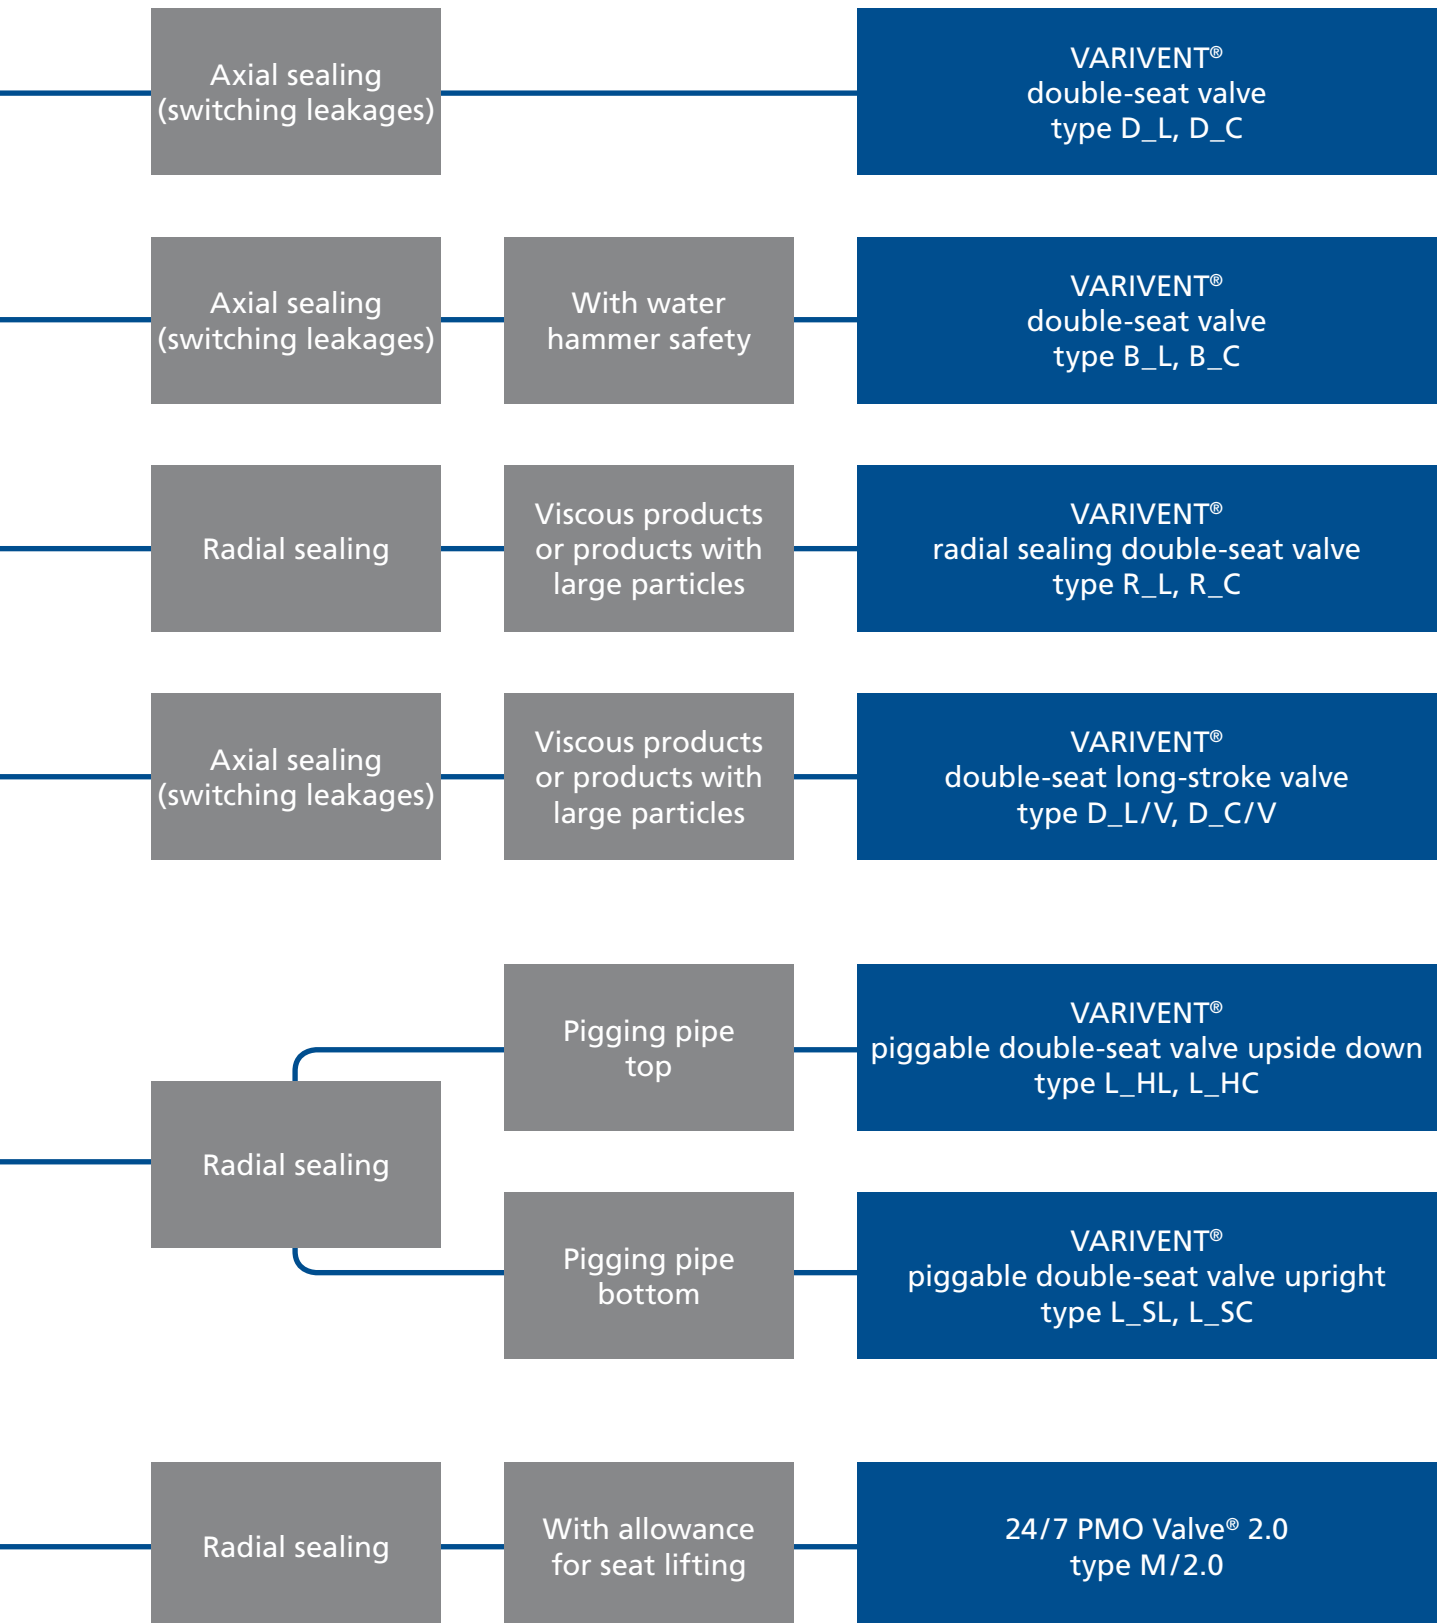 Axial sealing
(switching leakages)
VARIVENT®
double-seat valve
type D_L, D_C
Axial sealing
(switching leakages)
With water
hammer safety
VARIVENT®
double-seat valve
type B_L, B_C
Radial sealing
Viscous products
or products with
large particles
VARIVENT®
radial sealing double-seat valve
type R_L, R_C
Axial sealing
(switching leakages)
Viscous products
or products with
large particles
VARIVENT®
double-seat long-stroke valve
type D_L/V, D_C/V
Radial sealing
Pigging pipe
top
VARIVENT®
piggable double-seat valve upside down
type L_HL, L_HC
Pigging pipe
bottom
VARIVENT®
piggable double-seat valve upright
type L_SL, L_SC
Radial sealing
With allowance
for seat lifting
24/7 PMO Valve® 2.0
type M/2.0